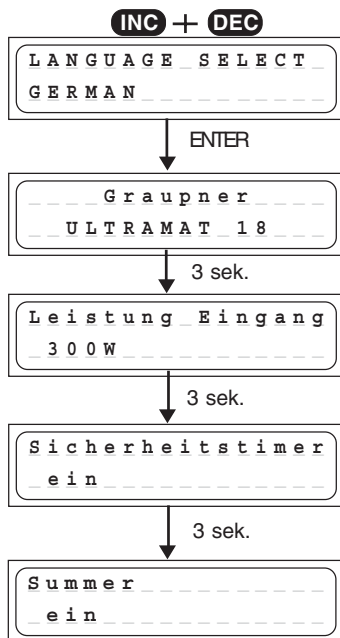 INC + DEC
LANGUAGE SELECT
GERMAN
ENTER
Graupner
ULTRAMAT 18
3 sek.
Leistung Eingang
300W
3 sek.
Sicherheitstimer
ein
3 sek.
Summer
ein